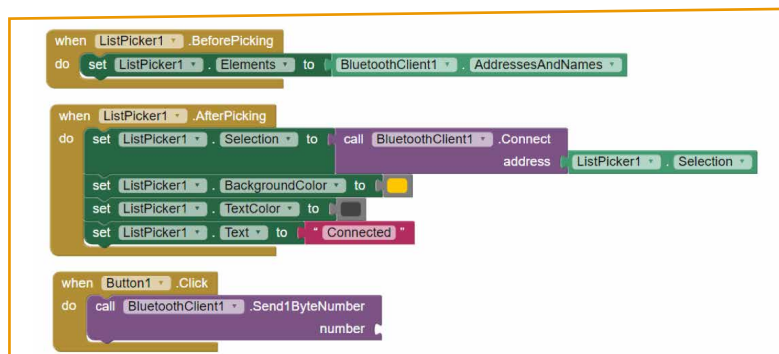 when ListPicker1 .BeforePicking
do set ListPicker1 . Elements to BluetoothClient1 . AddressesAndNames
when ListPicker1 .AfterPicking
do set ListPicker1 . Selection to call BluetoothClient1 .Connect
address ListPicker1 . Selection
set ListPicker1 . BackgroundColor to
set ListPicker1 . TextColor to
set ListPicker1 . Text to " Connected "
when Button1 .Click
do call BluetoothClient1 .Send1ByteNumber
number